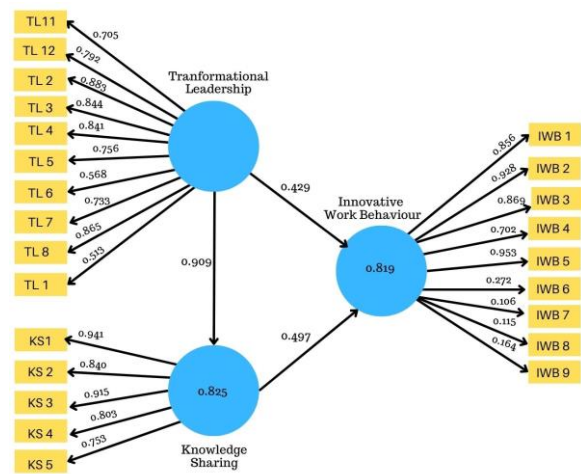 TL11
0.705
TL 12
0.792
TL 2
0.883
TL 3
0.844
TL 4
0.841
TL 5
0.756
TL 6
0.568
TL 7
0.733
TL 8
0.865
TL 1
0.513
Tranformational
Leadership
0.429
0.909
Innovative
Work Behaviour
0.819
0.856
IWB 1
0.928
IWB 2
0.869
IWB 3
0.702
IWB 4
0.953
IWB 5
0.272
IWB 6
0.106
IWB 7
0.115
IWB 8
0.164
IWB 9
0.497
KS1
0.941
KS 2
0.840
KS 3
0.915
KS 4
0.803
KS 5
0.753
0.825
Knowledge
Sharing